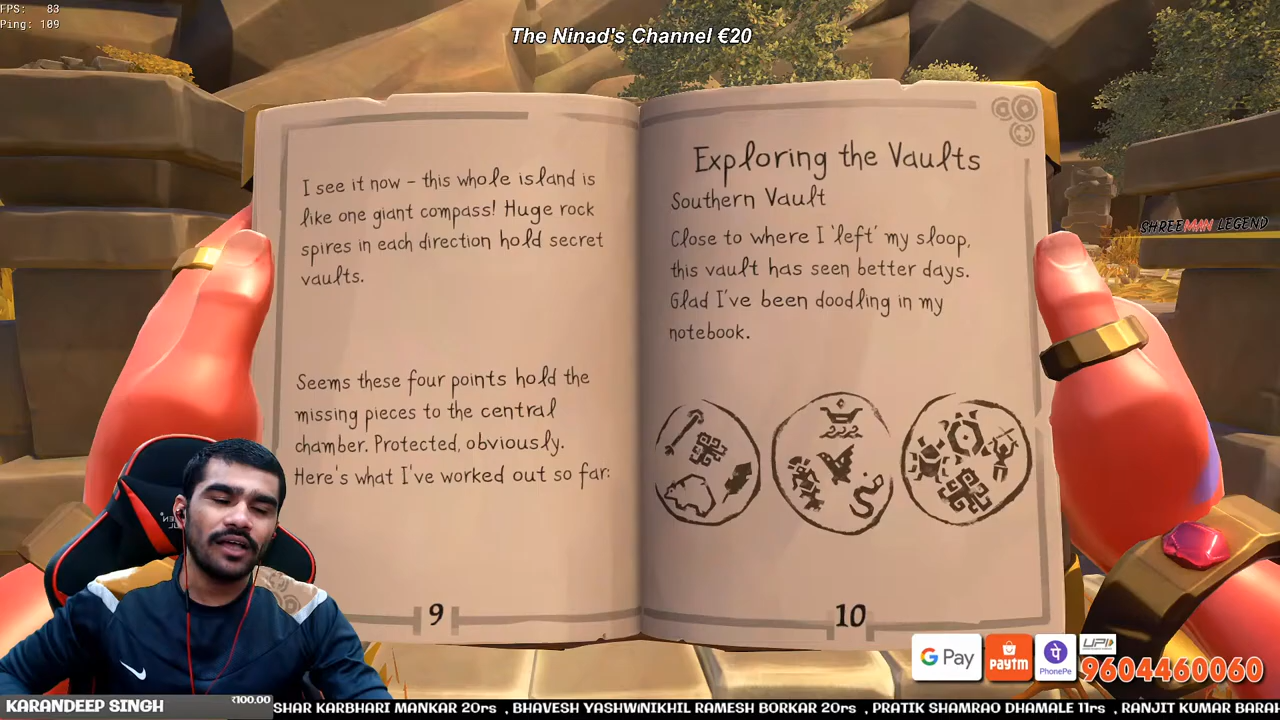 FPS: 83
Ping: 109
The Ninad's Channel €20
I see it now - this whole island is
like one giant compass! Huge rock
spires in each direction hold secret
vaults.
Seems these four points hold the
missing pieces to the central
chamber. Protected, obviously.
Here's what I've worked out so far:
9
Exploring the Vaults
Southern Vault
Close to where I 'left' my sloop,
this vault has seen better days.
Glad I've been doodling in my
notebook.
10
SHREEMAN LEGEND
G Pay
Paytm
PhonePe
UPI
9604460060
KARANDEEP SINGH
₹100.00
SHAR KARBHARI MANKAR 20rs , BHAVESH YASHWINIKHIL RAMESH BORKAR 20rs , PRATIK SHAMRAO DHAMALE 11rs , RANJIT KUMAR BARAH